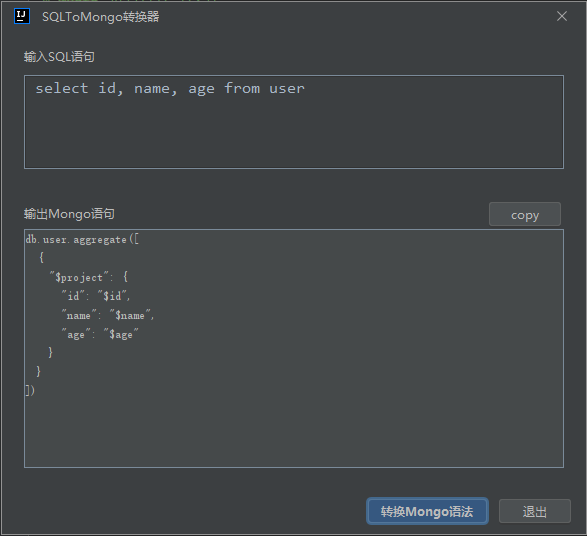 SQLToMongo转换器
输入SQL语句
select id, name, age from user
输出Mongo语句
copy
db.user.aggregate([
  {
    "$project": {
      "id": "$id",
      "name": "$name",
      "age": "$age"
    }
  }
])
转换Mongo语法
退出